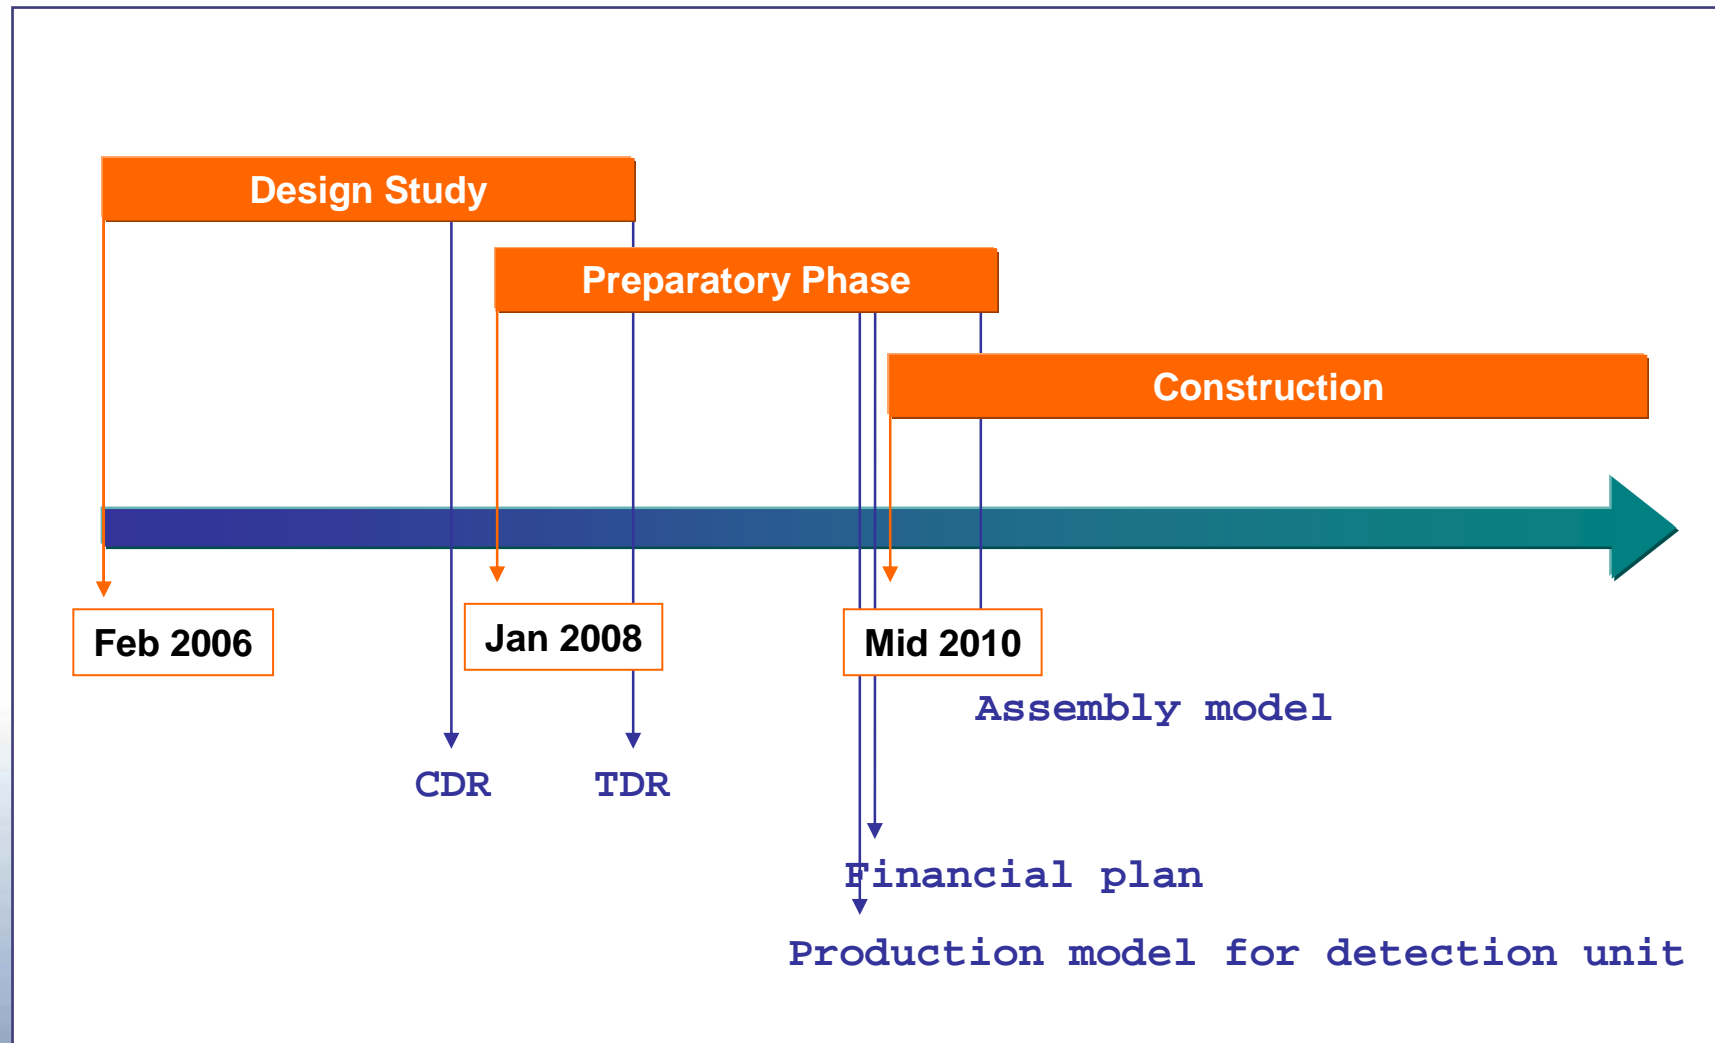 Design Study
Preparatory Phase
Construction
Feb 2006
Jan 2008
Mid 2010
Assembly model
CDR
TDR
Financial plan
Production model for detection unit